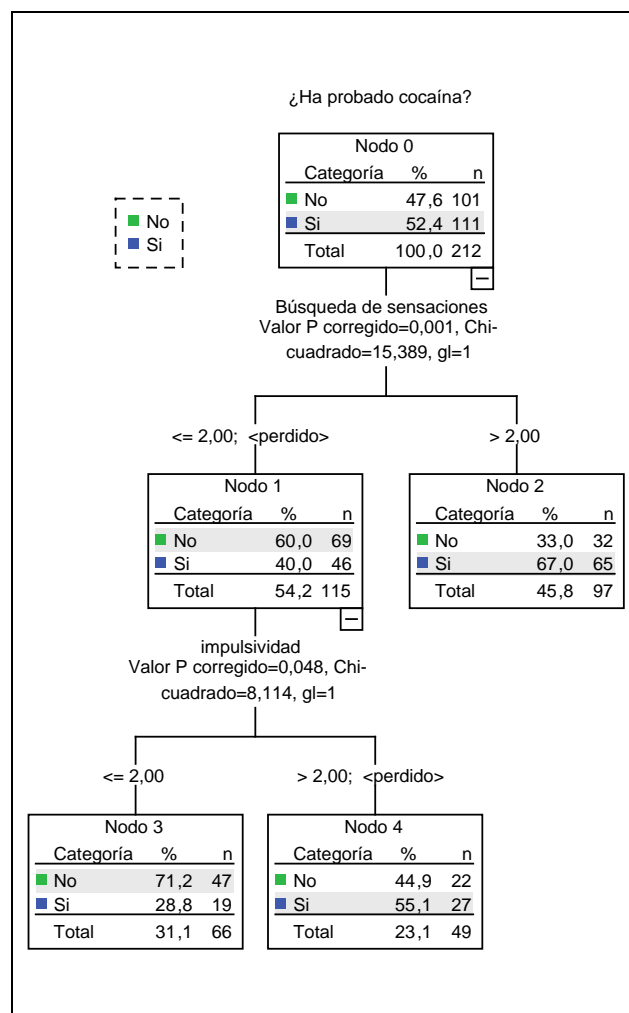 ¿Ha probado cocaína?
Nodo 0
Categoría % n
No 47,6 101
Si 52,4 111
Total 100,0 212
No
Si
Búsqueda de sensaciones
Valor P corregido=0,001, Chi-
cuadrado=15,389, gl=1
<= 2,00; <perdido>
> 2,00
Nodo 1
Categoría % n
No 60,0 69
Si 40,0 46
Total 54,2 115
Nodo 2
Categoría % n
No 33,0 32
Si 67,0 65
Total 45,8 97
impulsividad
Valor P corregido=0,048, Chi-
cuadrado=8,114, gl=1
<= 2,00
> 2,00; <perdido>
Nodo 3
Categoría % n
No 71,2 47
Si 28,8 19
Total 31,1 66
Nodo 4
Categoría % n
No 44,9 22
Si 55,1 27
Total 23,1 49